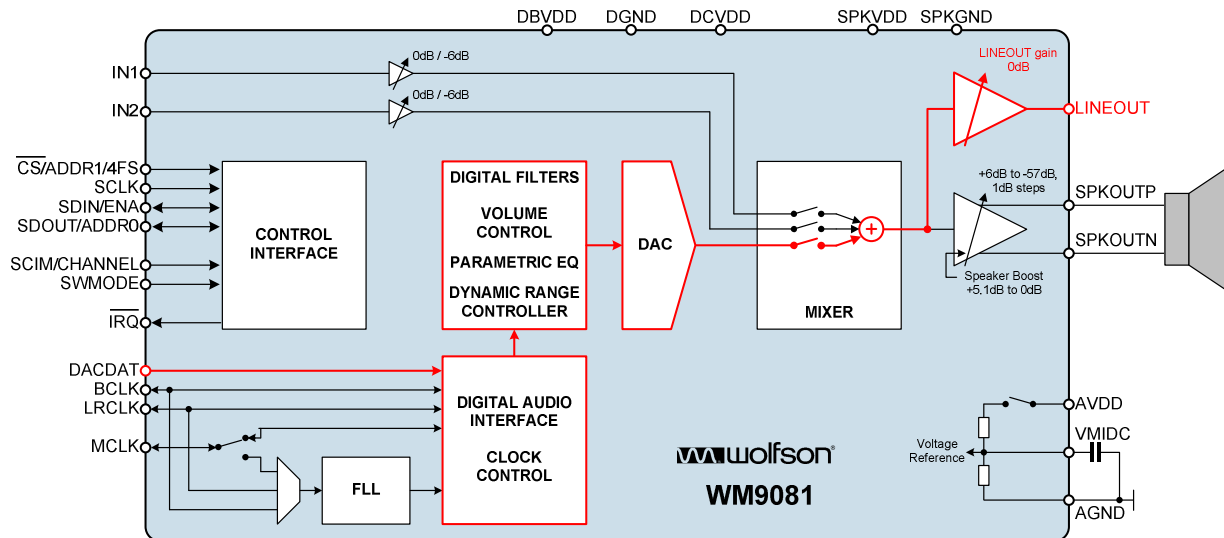 DBVDD
DGND
DCVDD
SPKVDD
SPKGND
IN1
0dB / -6dB
IN2
0dB / -6dB
LINEOUT gain
0dB
LINEOUT
CS/ADDR1/4FS
SCLK
SDIN/ENA
SDOUT/ADDR0
SCIM/CHANNEL
SWMODE
IRQ
CONTROL
INTERFACE
DIGITAL FILTERS
VOLUME
CONTROL
PARAMETRIC EQ
DYNAMIC RANGE
CONTROLLER
DAC
+
MIXER
+6dB to -57dB,
1dB steps
SPKOUTP
SPKOUTN
Speaker Boost
+5.1dB to 0dB
DACDAT
BCLK
LRCLK
MCLK
DIGITAL AUDIO
INTERFACE
CLOCK
CONTROL
FLL
wolfson®
WM9081
Voltage
Reference
AVDD
VMIDC
AGND